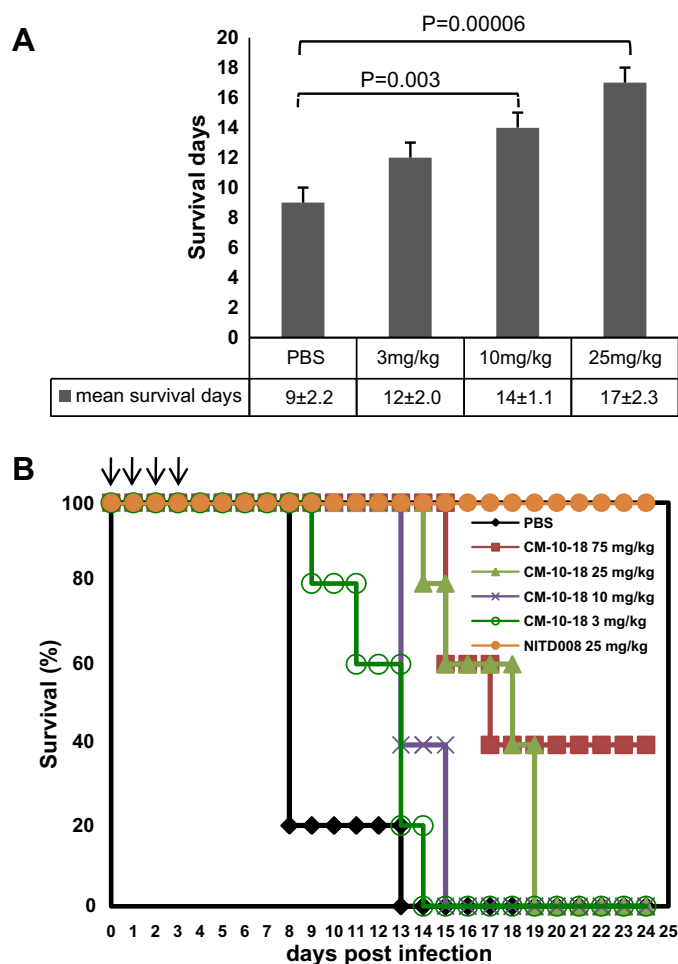 A
P=0.00006
P=0.003
Survival days
20
18
16
14
12
10
8
6
4
2
0
PBS 3mg/kg 10mg/kg 25mg/kg
mean survival days 9±2.2 12±2.0 14±1.1 17±2.3
B
Survival (%)
100
80
60
40
20
0
PBS
CM-10-18 75 mg/kg
CM-10-18 25 mg/kg
CM-10-18 10 mg/kg
CM-10-18 3 mg/kg
NITD008 25 mg/kg
0 1 2 3 4 5 6 7 8 9 10 11 12 13 14 15 16 17 18 19 20 21 22 23 24 25
days post infection